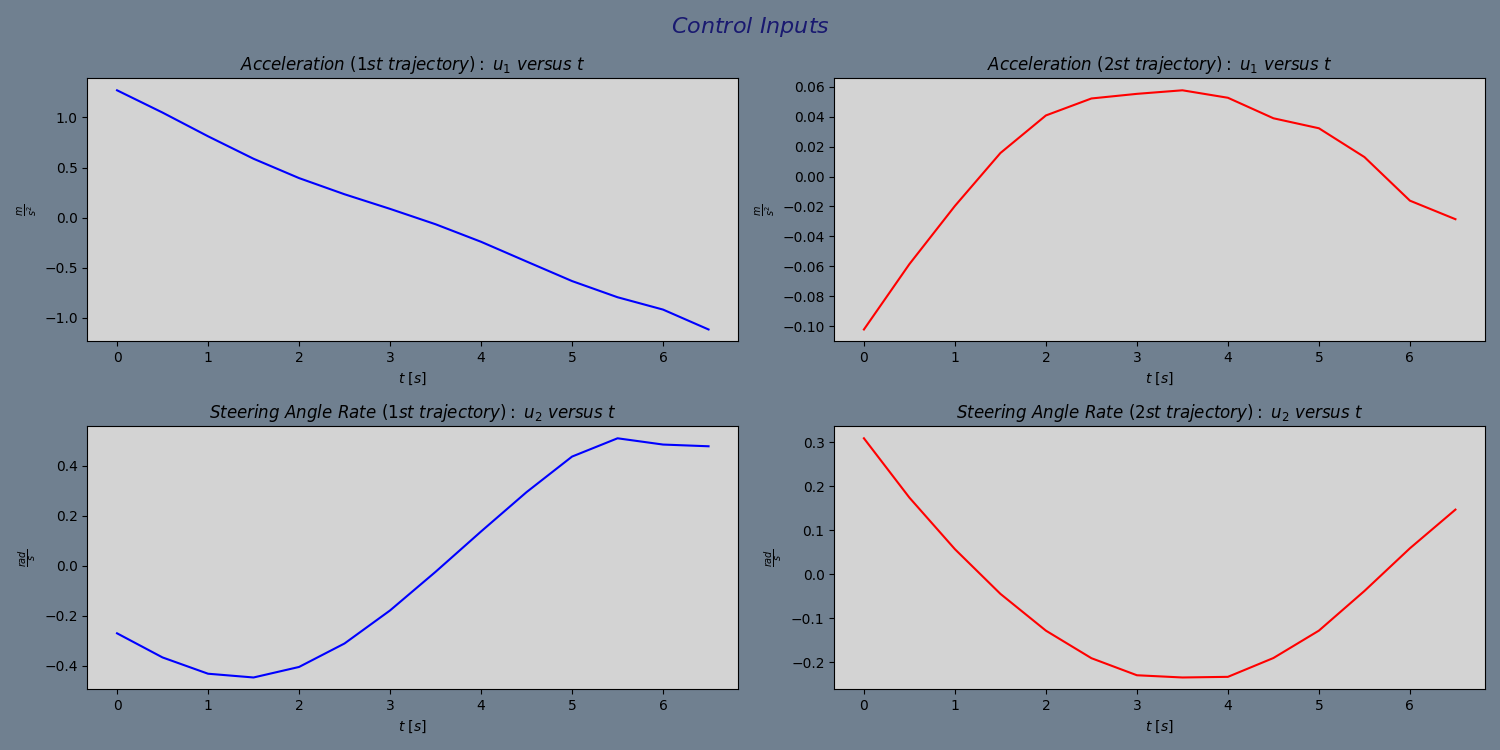 Control Inputs
Acceleration (1st trajectory) : u₁ versus t
1.0
0.5
0.0
−0.5
−1.0
m/s²
0 1 2 3 4 5 6
t [s]
Acceleration (2st trajectory) : u₁ versus t
0.06
0.04
0.02
0.00
−0.02
−0.04
−0.06
−0.08
−0.10
m/s²
0 1 2 3 4 5 6
t [s]
Steering Angle Rate (1st trajectory) : u₂ versus t
0.4
0.2
0.0
−0.2
−0.4
rad/s
0 1 2 3 4 5 6
t [s]
Steering Angle Rate (2st trajectory) : u₂ versus t
0.3
0.2
0.1
0.0
−0.1
−0.2
rad/s
0 1 2 3 4 5 6
t [s]